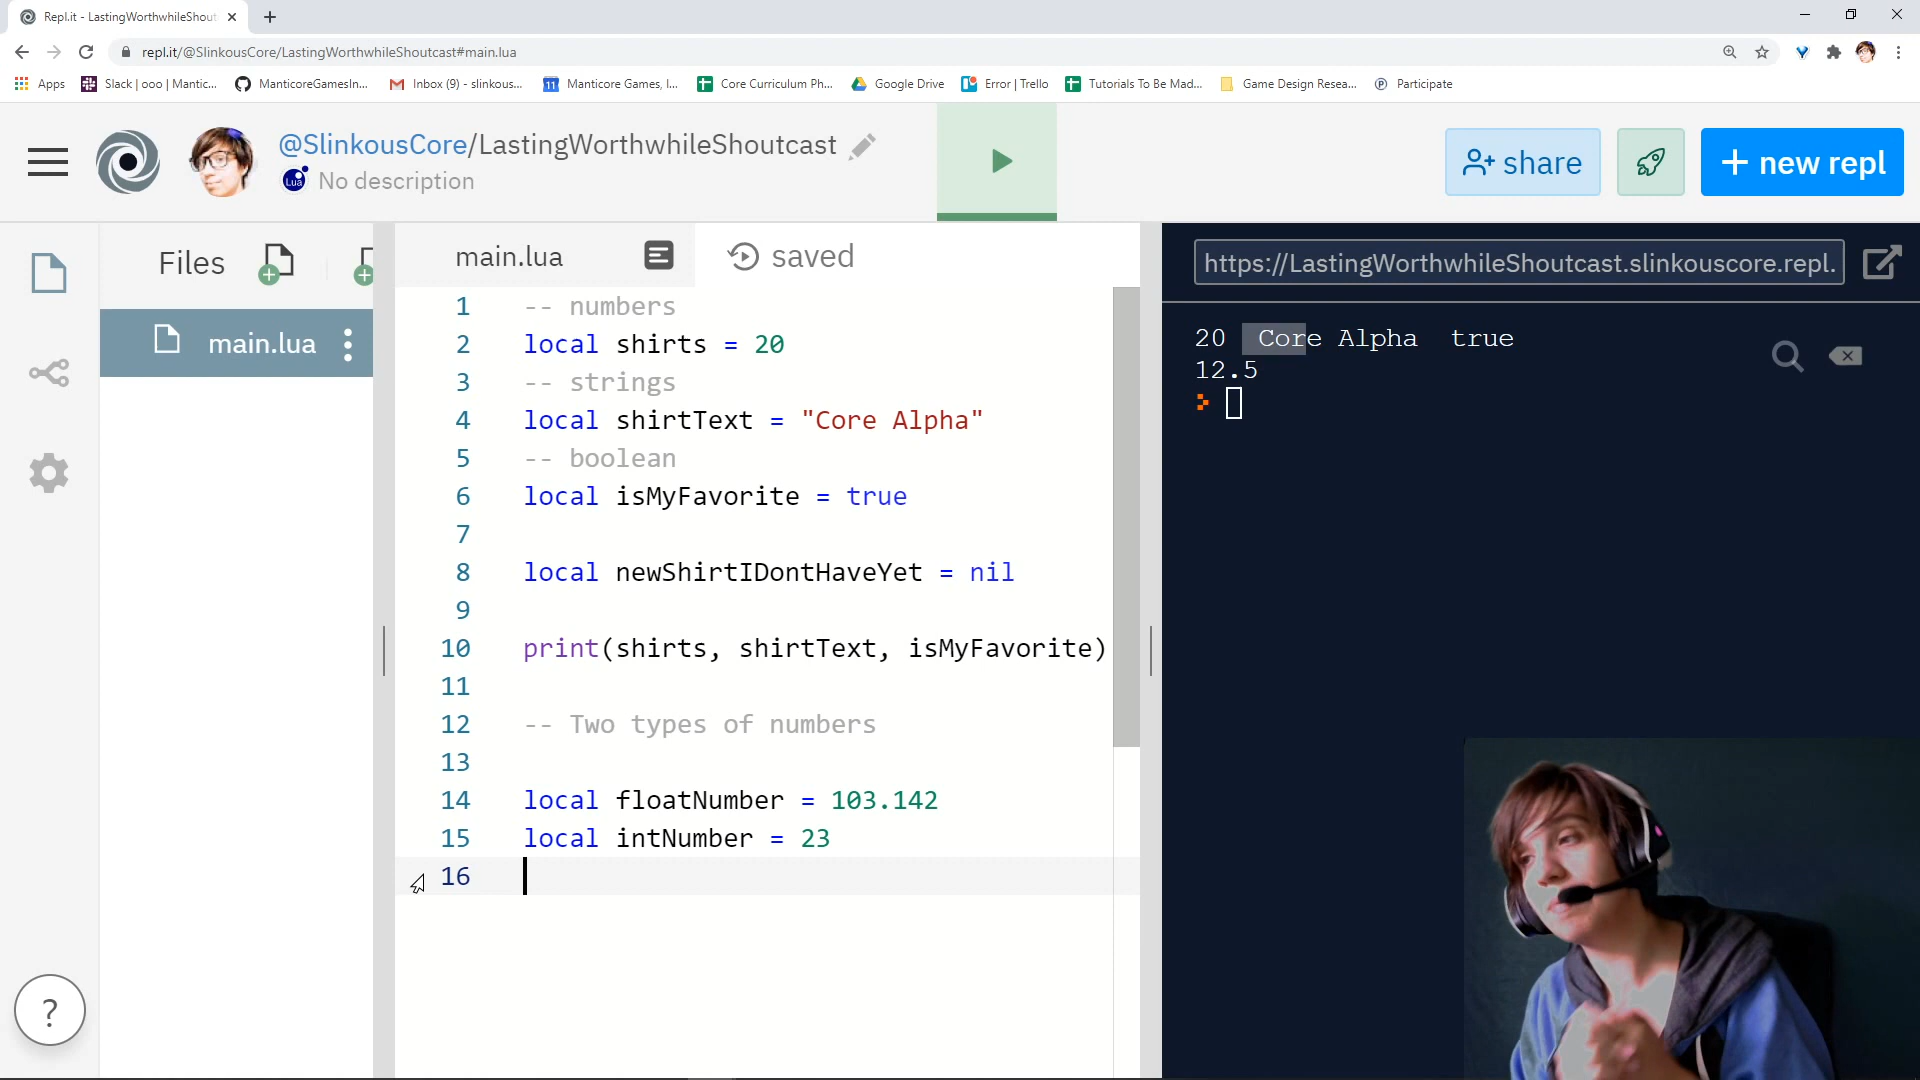 Repl.it - LastingWorthwhileShout
repl.it/@SlinkousCore/LastingWorthwhileShoutcast#main.lua
Apps
Slack | ooo | Mantic...
ManticoreGamesIn...
Inbox (9) - slinkous...
11
Manticore Games, I...
Core Curriculum Ph...
Google Drive
Error | Trello
Tutorials To Be Mad...
Game Design Resea...
Participate
@SlinkousCore/LastingWorthwhileShoutcast
Lua
No description
share
+ new repl
Files
main.lua
saved
https://LastingWorthwhileShoutcast.slinkouscore.repl.
main.lua
1 -- numbers
2 local shirts = 20
3 -- strings
4 local shirtText = "Core Alpha"
5 -- boolean
6 local isMyFavorite = true
7
8 local newShirtIDontHaveYet = nil
9
10 print(shirts, shirtText, isMyFavorite)
11
12 -- Two types of numbers
13
14 local floatNumber = 103.142
15 local intNumber = 23
16
20 Core Alpha true
12.5
?